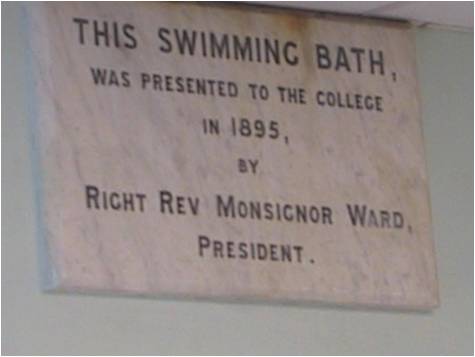 THIS SWIMMING BATH,
WAS PRESENTED TO THE COLLEGE
IN 1895,
BY
RIGHT REV MONSIGNOR WARD,
PRESIDENT.